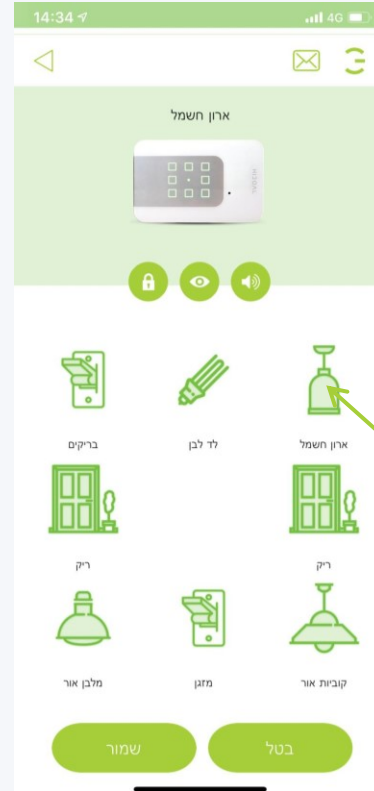 14:34
4G
ארון חשמל
ארון חשמל
לד לבן
בריקים
ריק
ריק
קוביות אור
מזגן
מלבן אור
בטל
שמור